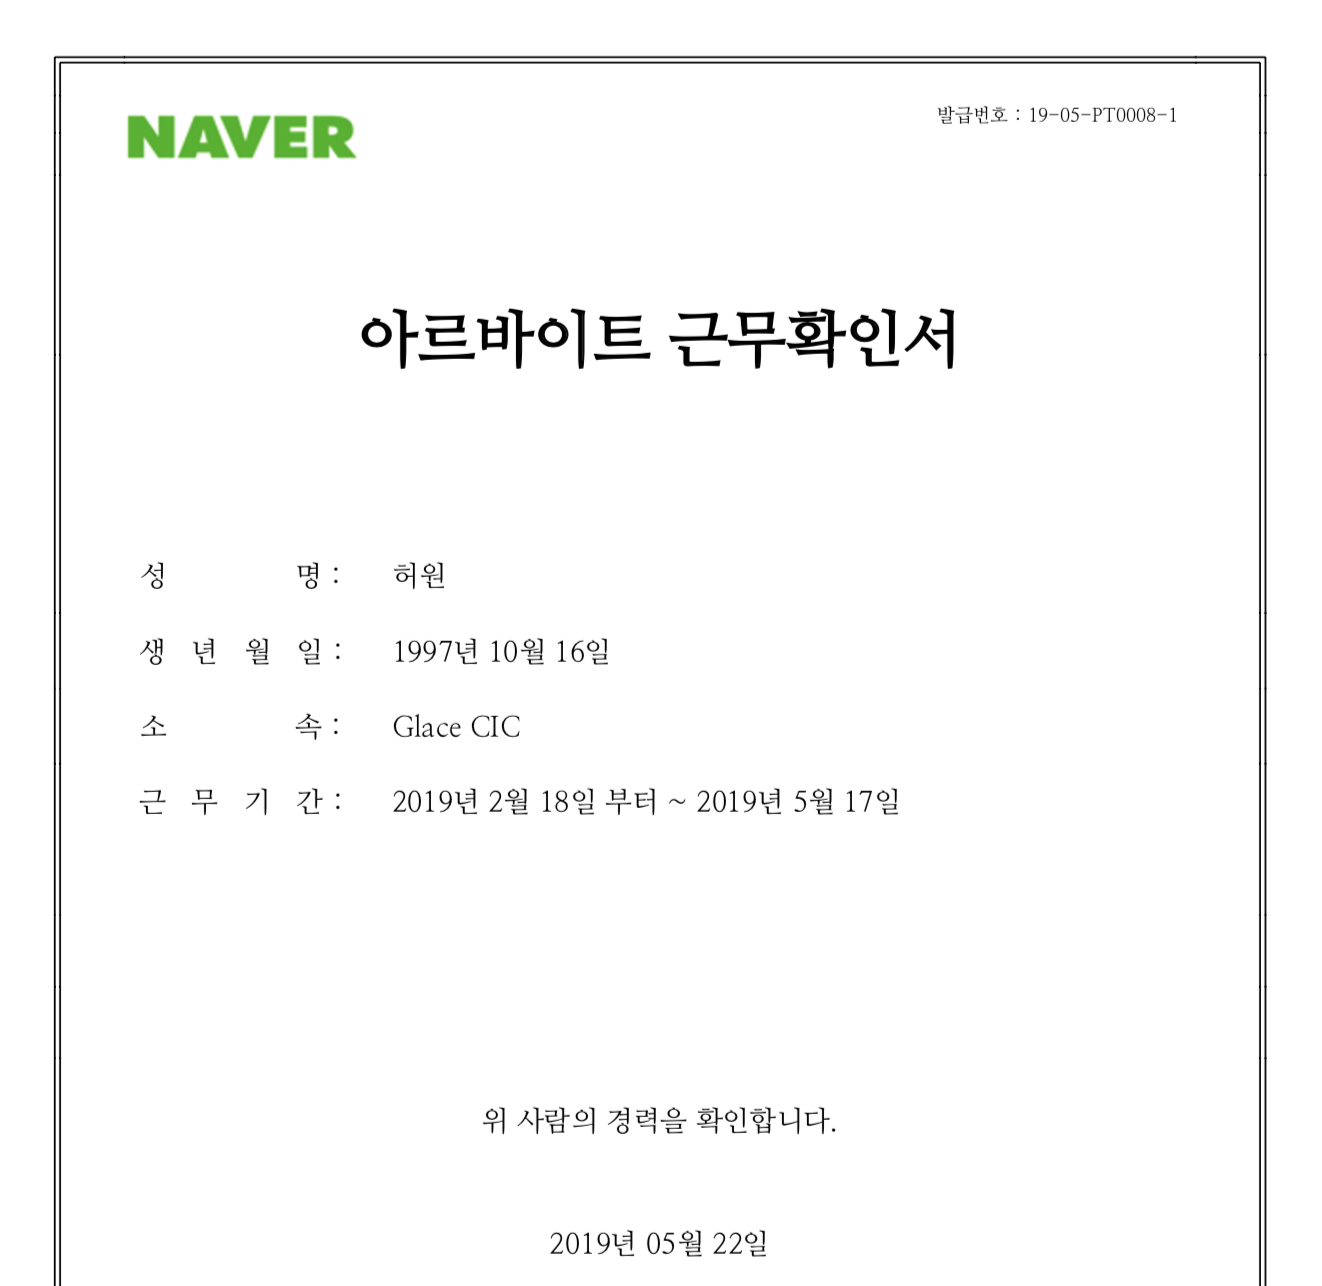 NAVER
발급번호 : 19-05-PT0008-1
아르바이트 근무확인서
성 명 : 허원
생 년 월 일 : 1997년 10월 16일
소 속 : Glace CIC
근 무 기 간 : 2019년 2월 18일 부터 ~ 2019년 5월 17일
위 사람의 경력을 확인합니다.
2019년 05월 22일